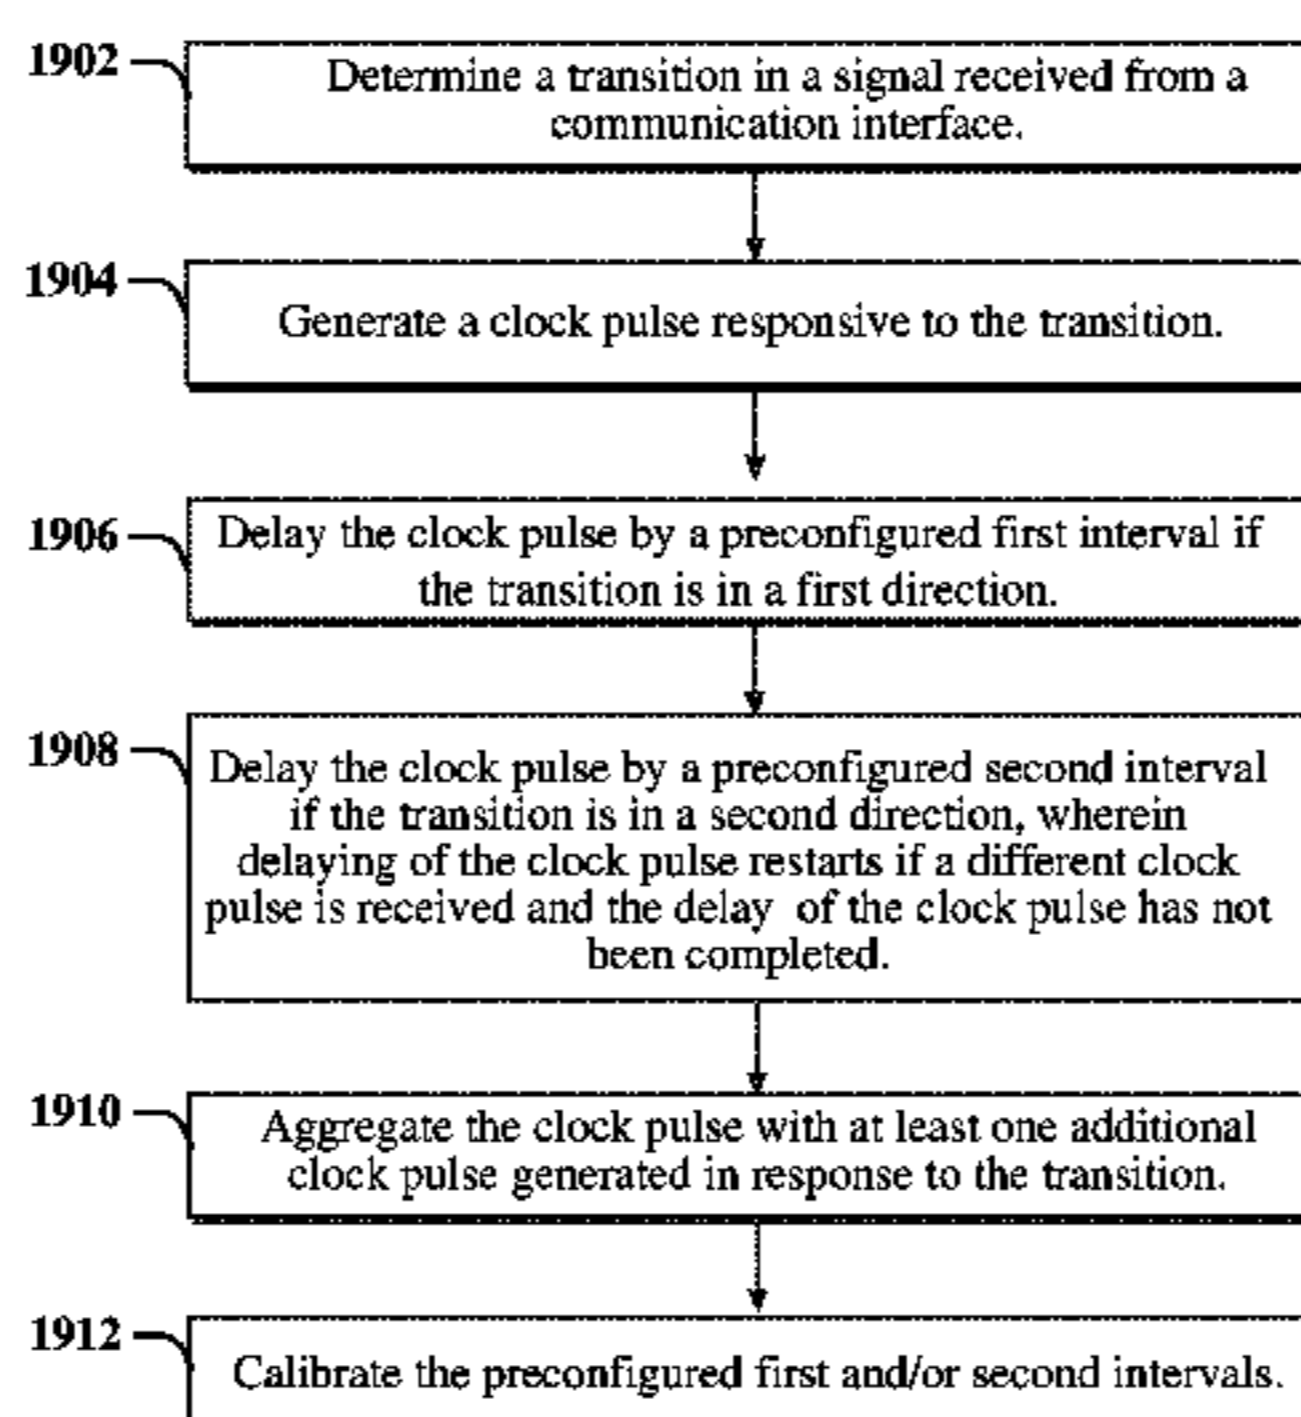 1902
Determine a transition in a signal received from a
communication interface.
1904
Generate a clock pulse responsive to the transition.
1906
Delay the clock pulse by a preconfigured first interval if
the transition is in a first direction.
1908
Delay the clock pulse by a preconfigured second interval
if the transition is in a second direction, wherein
delaying of the clock pulse restarts if a different clock
pulse is received and the delay of the clock pulse has not
been completed.
1910
Aggregate the clock pulse with at least one additional
clock pulse generated in response to the transition.
1912
Calibrate the preconfigured first and/or second intervals.